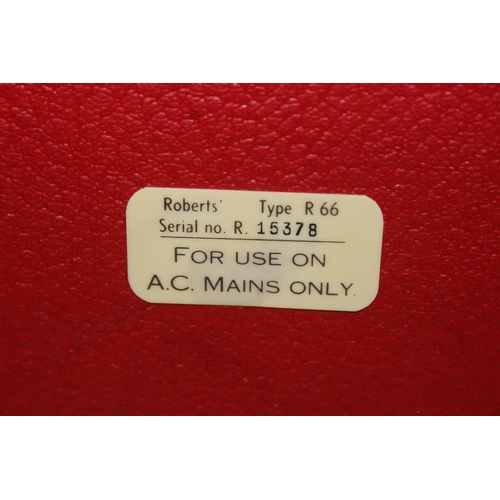 Roberts' Type R 66
Serial no. R. 15378
FOR USE ON
A.C. MAINS ONLY.